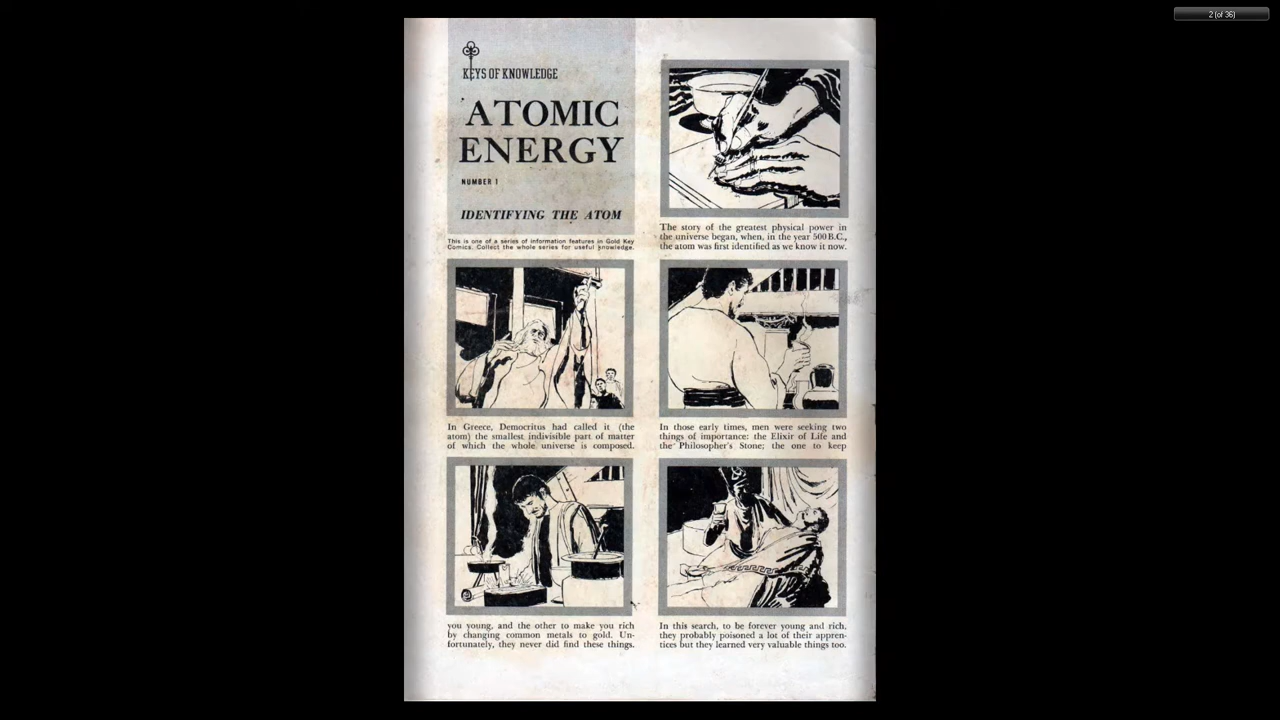 2 (of 36)
KEYS OF KNOWLEDGE
ATOMIC
ENERGY
NUMBER 1
IDENTIFYING THE ATOM
This is one of a series of information features in Gold Key
Comics. Collect the whole series for useful knowledge.
The story of the greatest physical power in
the universe began, when, in the year 500 B.C.,
the atom was first identified as we know it now.
In Greece, Democritus had called it (the
atom) the smallest indivisible part of matter
of which the whole universe is composed.
In those early times, men were seeking two
things of importance: the Elixir of Life and
the Philosopher's Stone; the one to keep
you young, and the other to make you rich
by changing common metals to gold. Un-
fortunately, they never did find these things.
In this search, to be forever young and rich,
they probably poisoned a lot of their appren-
tices but they learned very valuable things too.